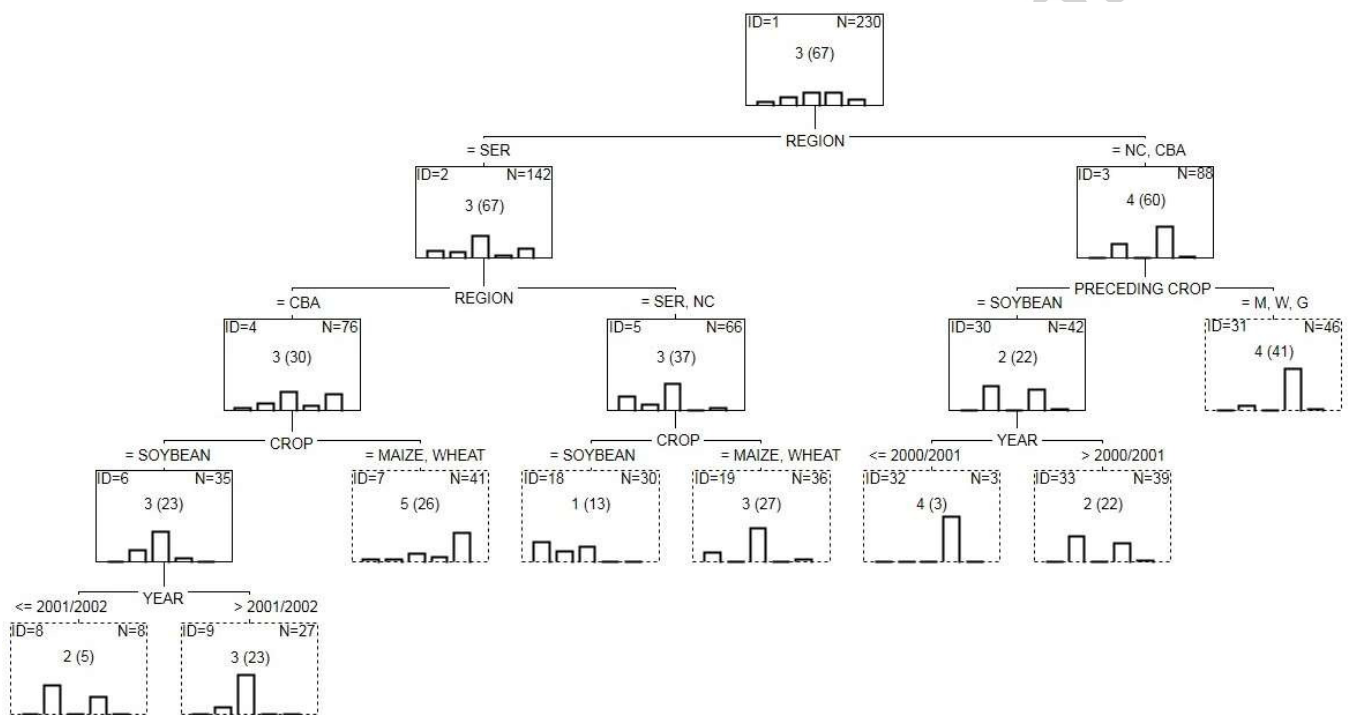 ID=1 N=230
3 (67)
REGION
= SER = NC, CBA
ID=2 N=142 ID=3 N=88
3 (67) 4 (60)
REGION PRECEDING CROP
= CBA = SER, NC = SOYBEAN = M, W, G
ID=4 N=76 ID=5 N=66 ID=30 N=42 ID=31 N=46
3 (30) 3 (37) 2 (22) 4 (41)
CROP CROP YEAR
= SOYBEAN = MAIZE, WHEAT = SOYBEAN = MAIZE, WHEAT <= 2000/2001 > 2000/2001
ID=6 N=35 ID=7 N=41 ID=18 N=30 ID=19 N=36 ID=32 N=3 ID=33 N=39
3 (23) 5 (26) 1 (13) 3 (27) 4 (3) 2 (22)
YEAR
<= 2001/2002 > 2001/2002
ID=8 N=8 ID=9 N=27
2 (5) 3 (23)